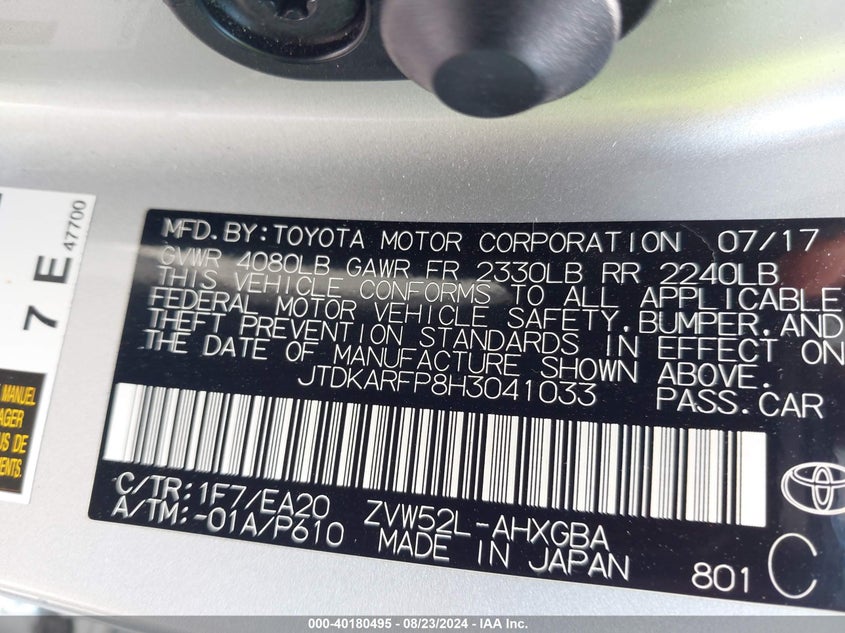 MFD. BY: TOYOTA MOTOR CORPORATION 07/17
GVWR 4080LB GAWR FR 2330LB RR 2240LB
THIS VEHICLE CONFORMS TO ALL APPLICABLE
FEDERAL MOTOR VEHICLE SAFETY, BUMPER, AND
THEFT PREVENTION STANDARDS IN EFFECT ON
THE DATE OF MANUFACTURE SHOWN ABOVE.
JTDKARFP8H3041033 PASS.CAR
C/TR: 1F7/EA20 ZVW52L-AHXGBA
A/TM: -01A/P610 MADE IN JAPAN 801 C
7 E 47700
MANUEL
000-40180495 - 08/23/2024 - IAA Inc.